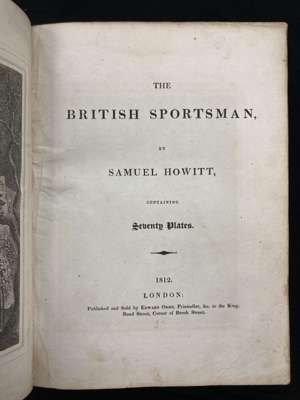 THE
BRITISH SPORTSMAN,
BY
SAMUEL HOWITT,
CONTAINING
Seventy Plates.
1812.
LONDON:
Published and Sold by EDWARD ORME, Printseller, &c. to the King,
Bond Street, Corner of Brook Street.